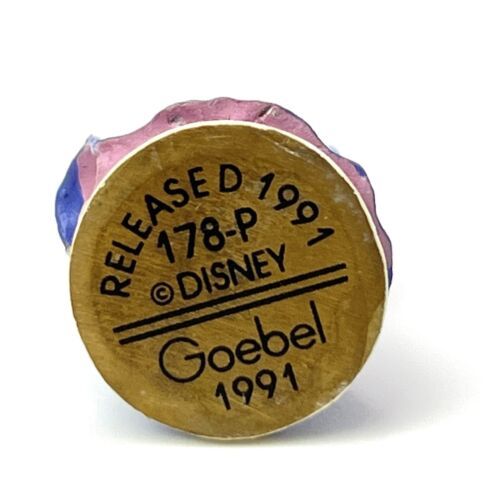 RELEASED 1991
178-P
© DISNEY
Goebel
1991